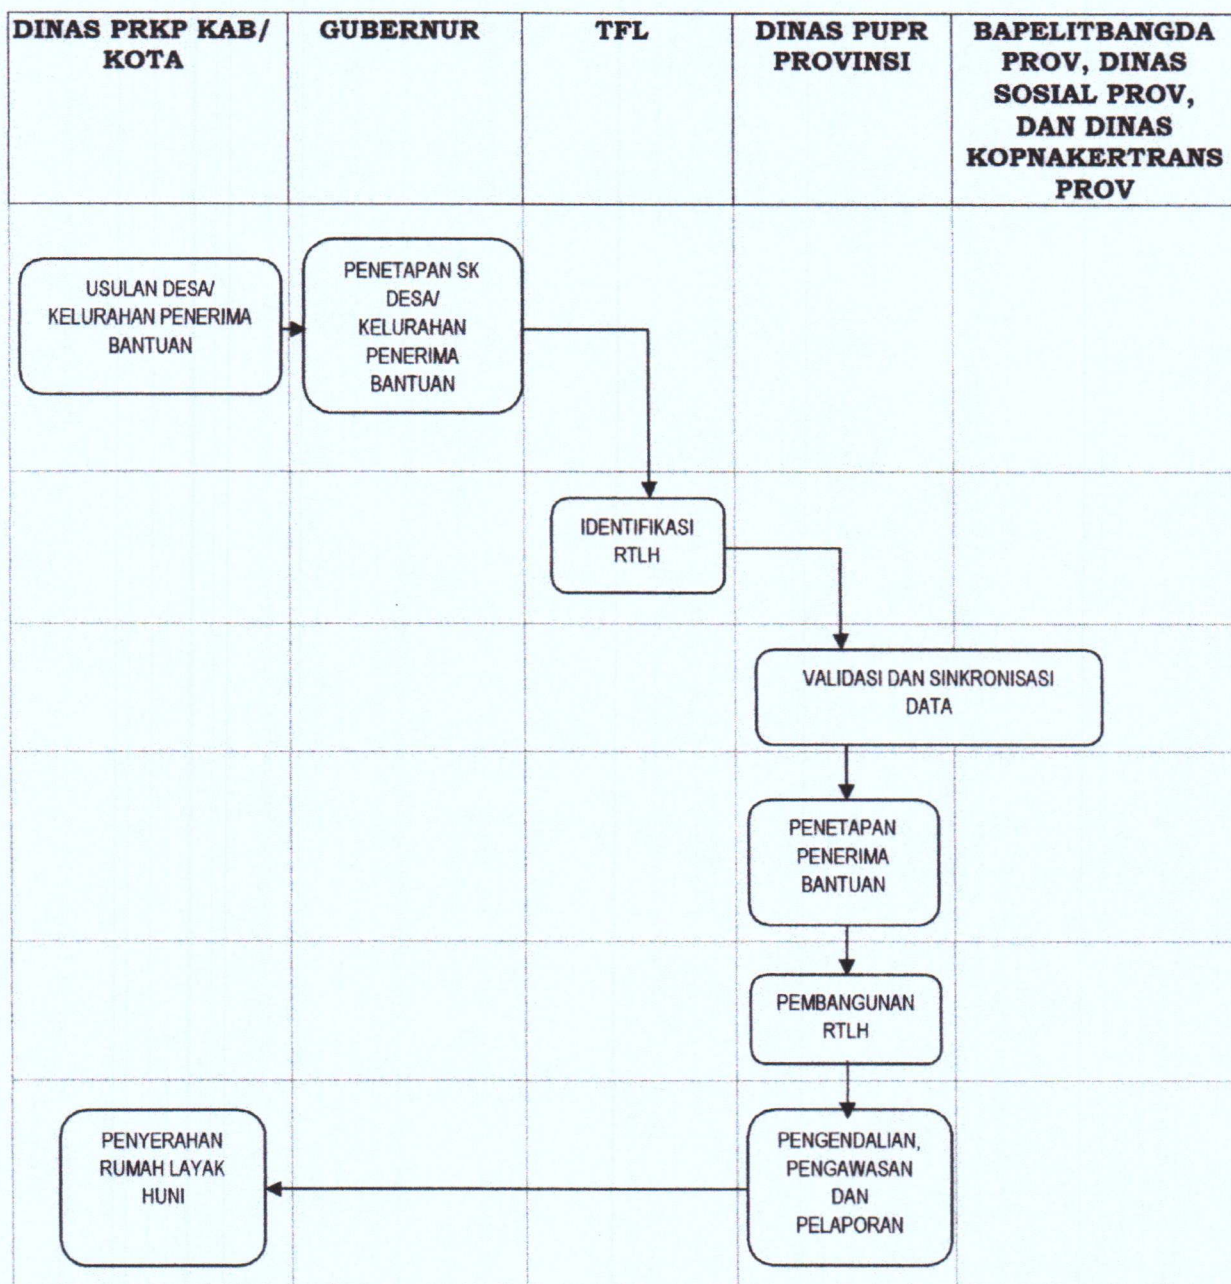 DINAS PRKP KAB/
KOTA
GUBERNUR
TFL
DINAS PUPR
PROVINSI
BAPELITBANGDA
PROV, DINAS
SOSIAL PROV,
DAN DINAS
KOPNAKERTRANS
PROV
USULAN DESA/
KELURAHAN PENERIMA
BANTUAN
PENETAPAN SK
DESA/
KELURAHAN
PENERIMA
BANTUAN
IDENTIFIKASI
RTLH
VALIDASI DAN SINKRONISASI
DATA
PENETAPAN
PENERIMA
BANTUAN
PEMBANGUNAN
RTLH
PENYERAHAN
RUMAH LAYAK
HUNI
PENGENDALIAN,
PENGAWASAN
DAN
PELAPORAN